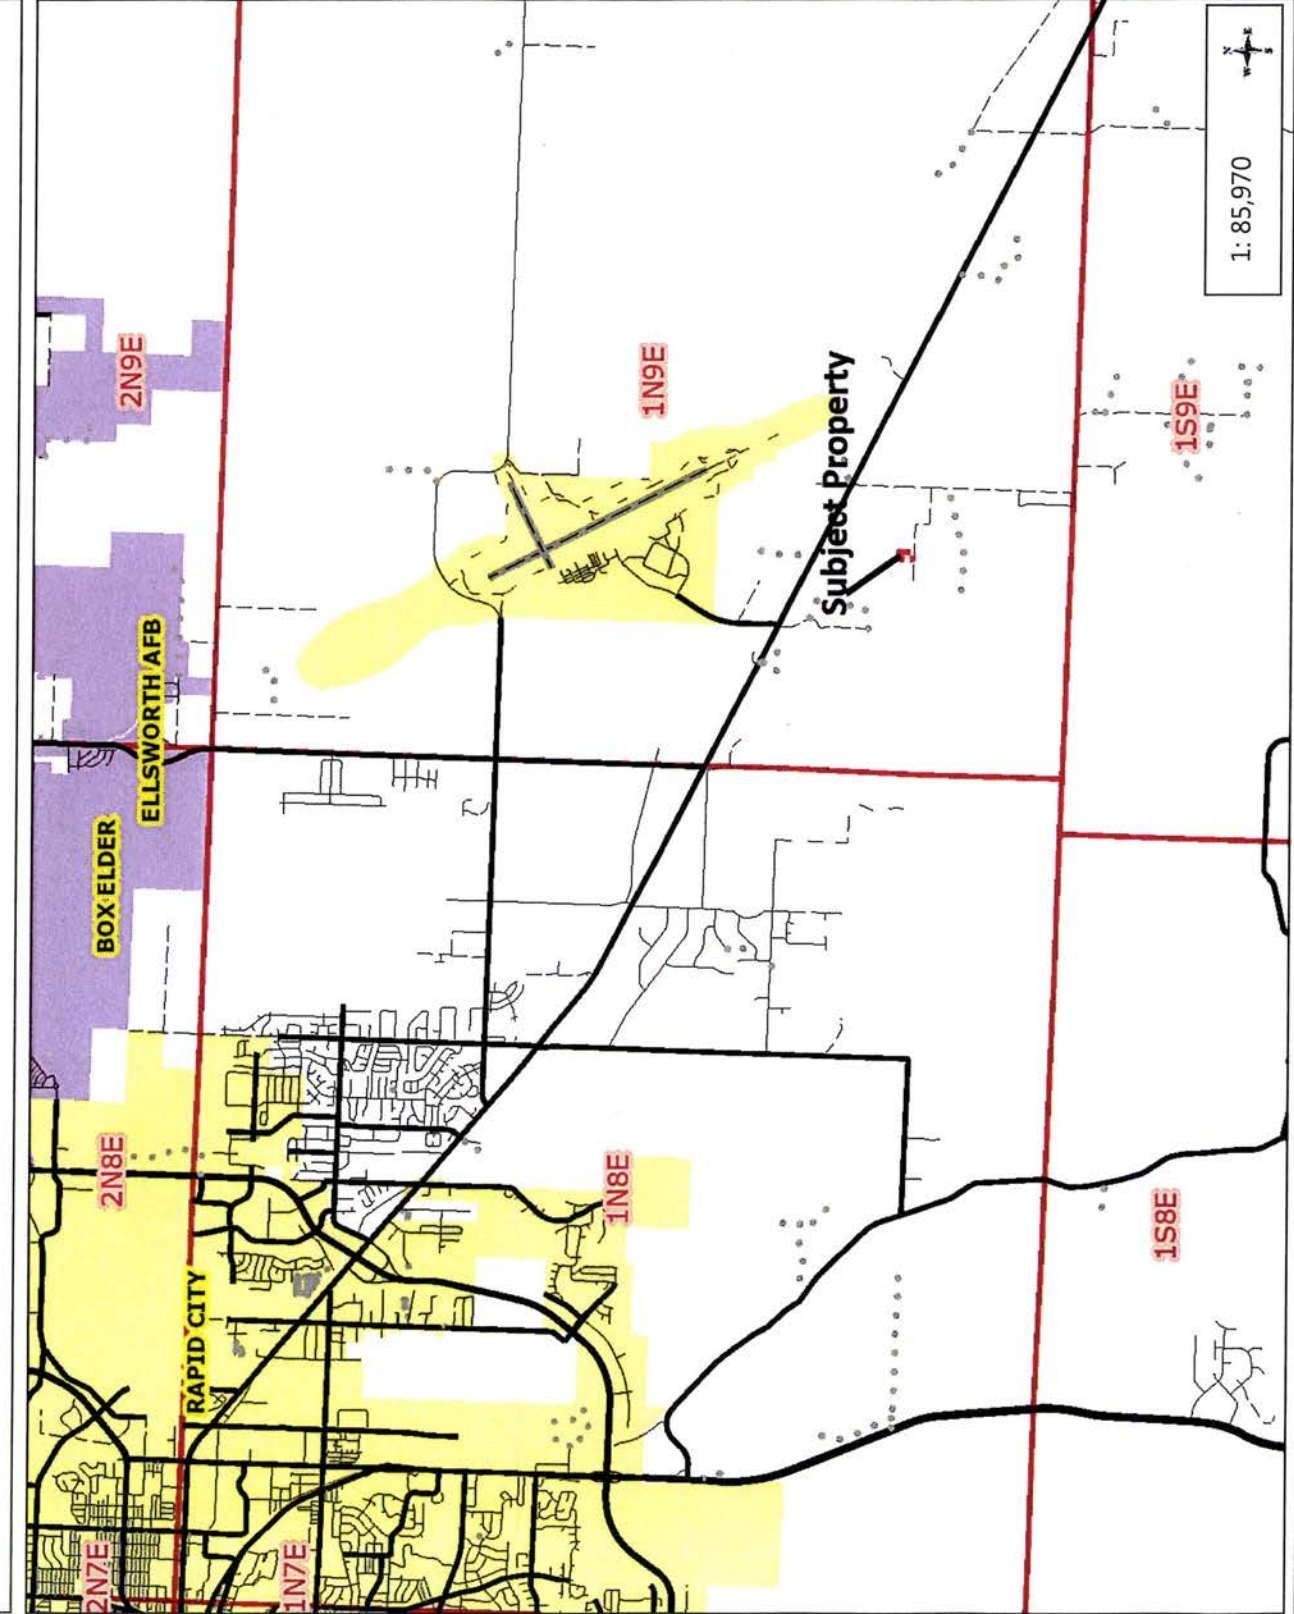 2N7E
2N8E
BOX ELDER
ELLSWORTH AFB
2N9E
RAPID CITY
1N7E
1N8E
1N9E
Subject Property
1S8E
1S9E
1: 85,970
N
W
E
S